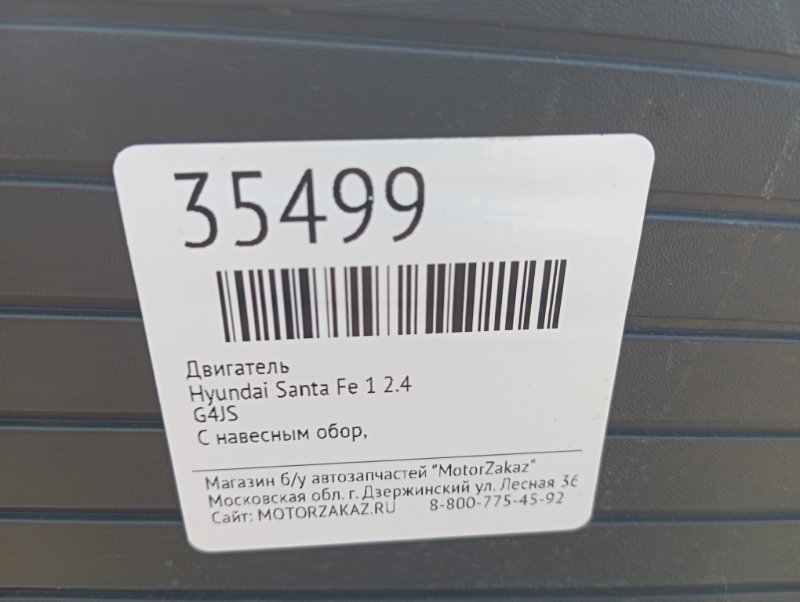 35499
Двигатель
Hyundai Santa Fe 1 2.4
G4JS
С навесным обор,
Магазин б/у автозапчастей "MotorZakaz"
Московская обл. г. Дзержинский ул. Лесная 36
Сайт: MOTORZAKAZ.RU 8-800-775-45-92